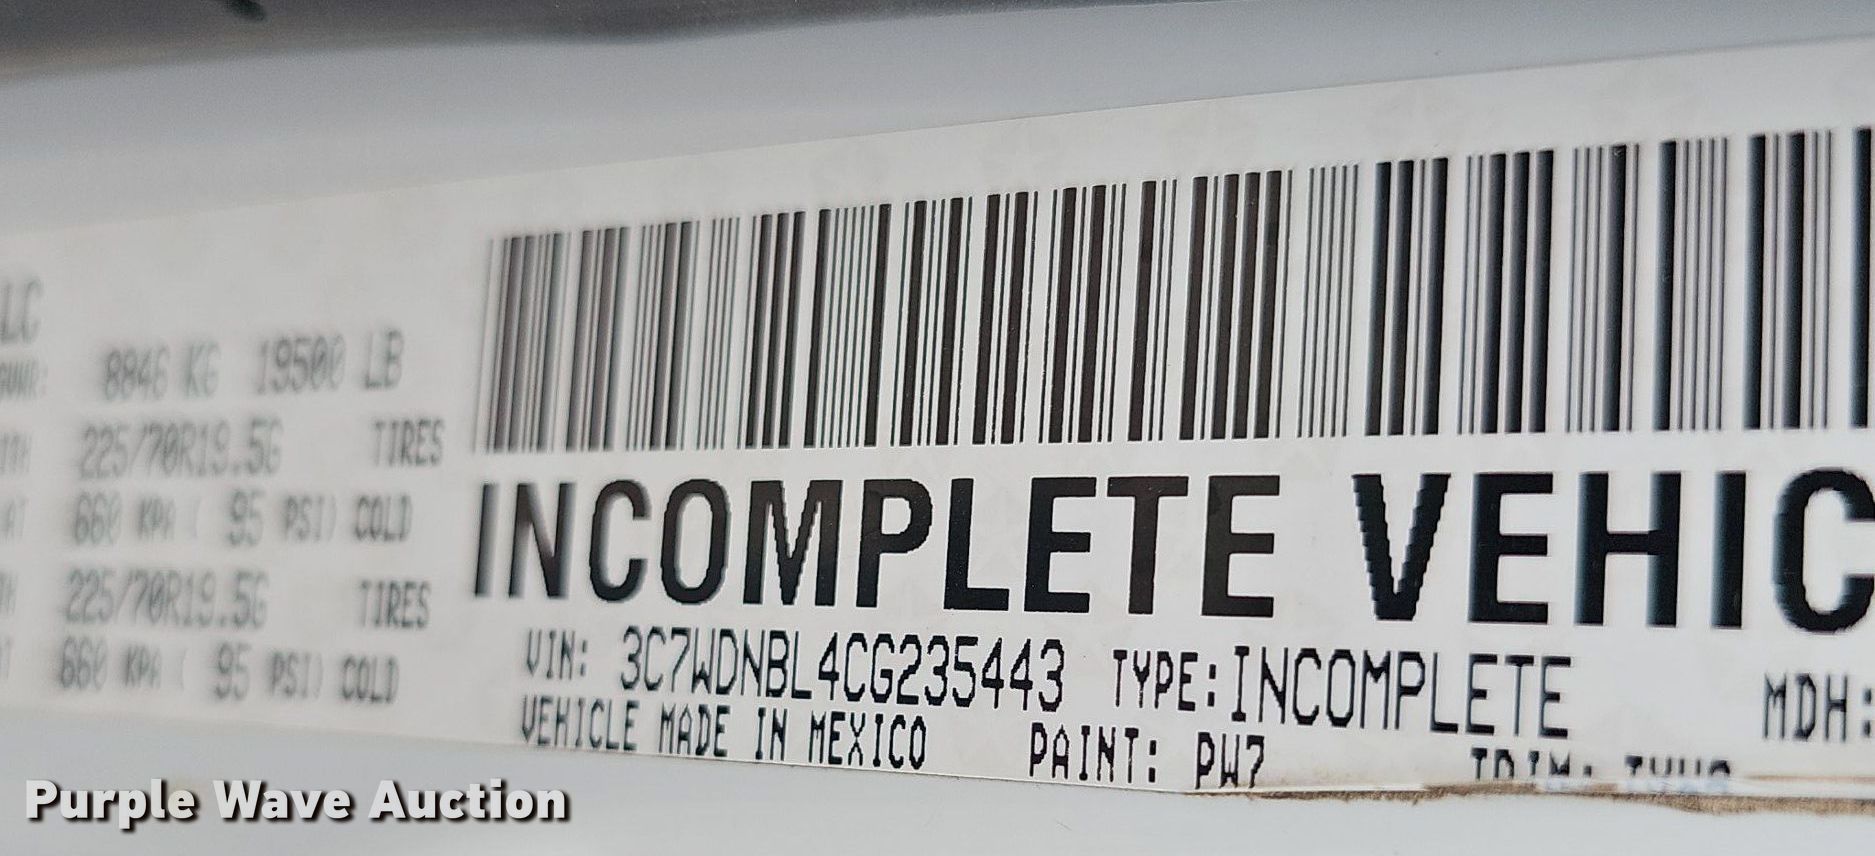 LC
GVWR: 8846 KG 19500 LB
225/70R19.5G TIRES
660 KPA ( 95 PSI) COLD
225/70R19.5G TIRES
660 KPA ( 95 PSI) COLD
INCOMPLETE VEHIC
VIN: 3C7WDNBL4CG235443 TYPE: INCOMPLETE MDH:
VEHICLE MADE IN MEXICO PAINT: PW7 TRIM:
Purple Wave Auction